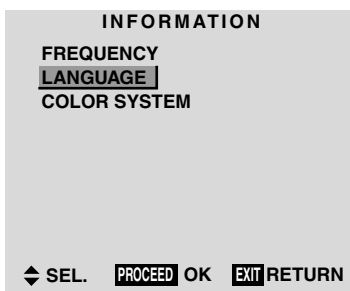 INFORMATION
FREQUENCY
LANGUAGE
COLOR SYSTEM
SEL. PROCEED OK EXIT RETURN